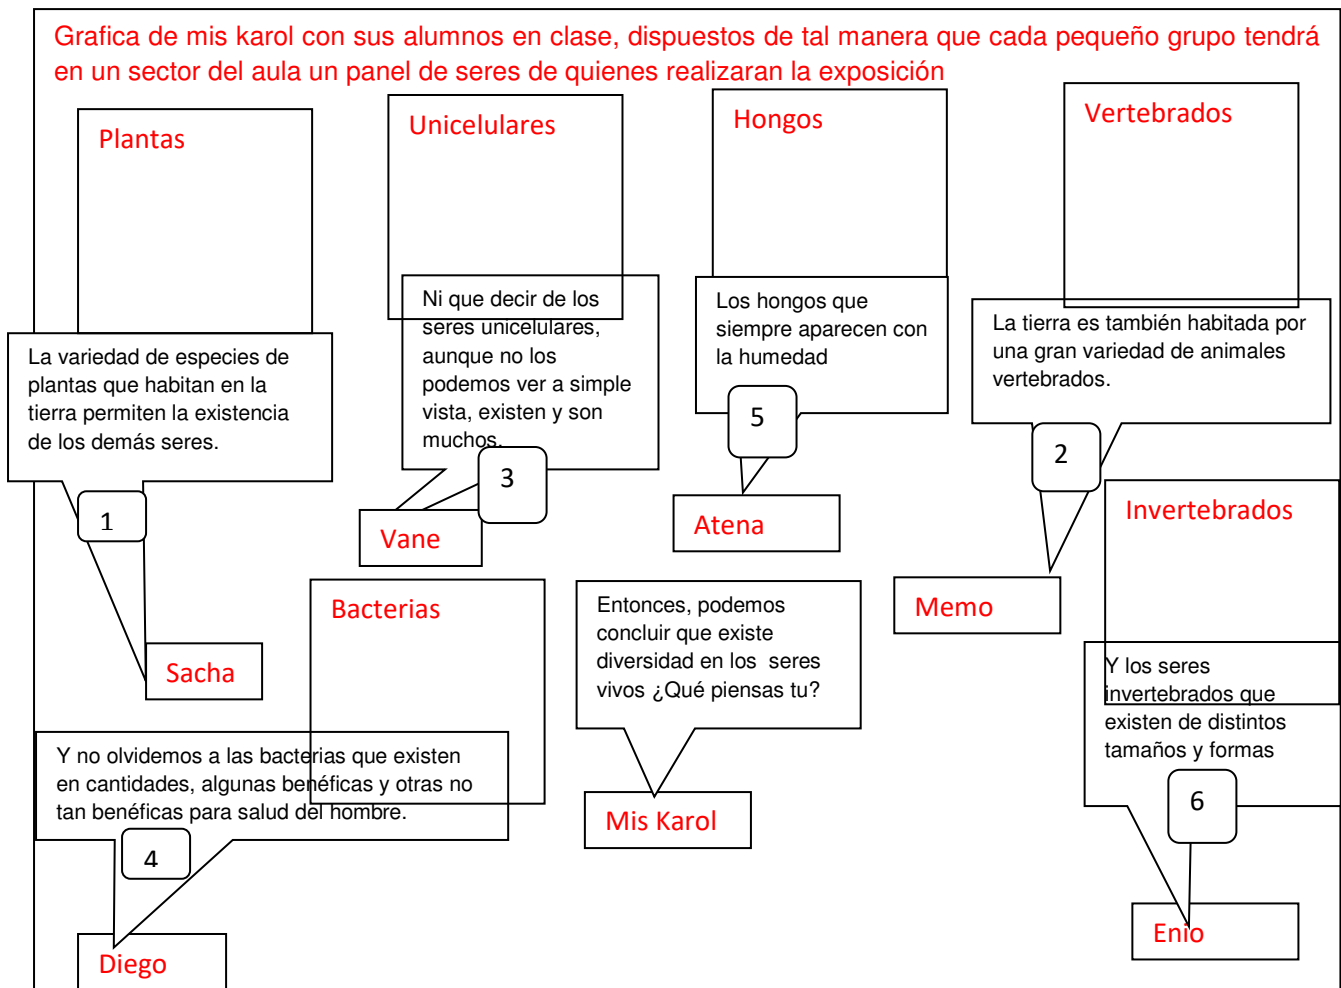 Grafica de mis karol con sus alumnos en clase, dispuestos de tal manera que cada pequeño grupo tendrá
en un sector del aula un panel de seres de quienes realizaran la exposición
Plantas
Unicelulares
Hongos
Vertebrados
La variedad de especies de
plantas que habitan en la
tierra permiten la existencia
de los demás seres.
1
Sacha
Ni que decir de los
seres unicelulares,
aunque no los
podemos ver a simple
vista, existen y son
muchos.
3
Vane
Los hongos que
siempre aparecen con
la humedad
5
Atena
La tierra es también habitada por
una gran variedad de animales
vertebrados.
2
Memo
Invertebrados
Bacterias
Y no olvidemos a las bacterias que existen
en cantidades, algunas benéficas y otras no
tan benéficas para salud del hombre.
4
Diego
Entonces, podemos
concluir que existe
diversidad en los seres
vivos ¿Qué piensas tu?
Mis Karol
Y los seres
invertebrados que
existen de distintos
tamaños y formas
6
Enio